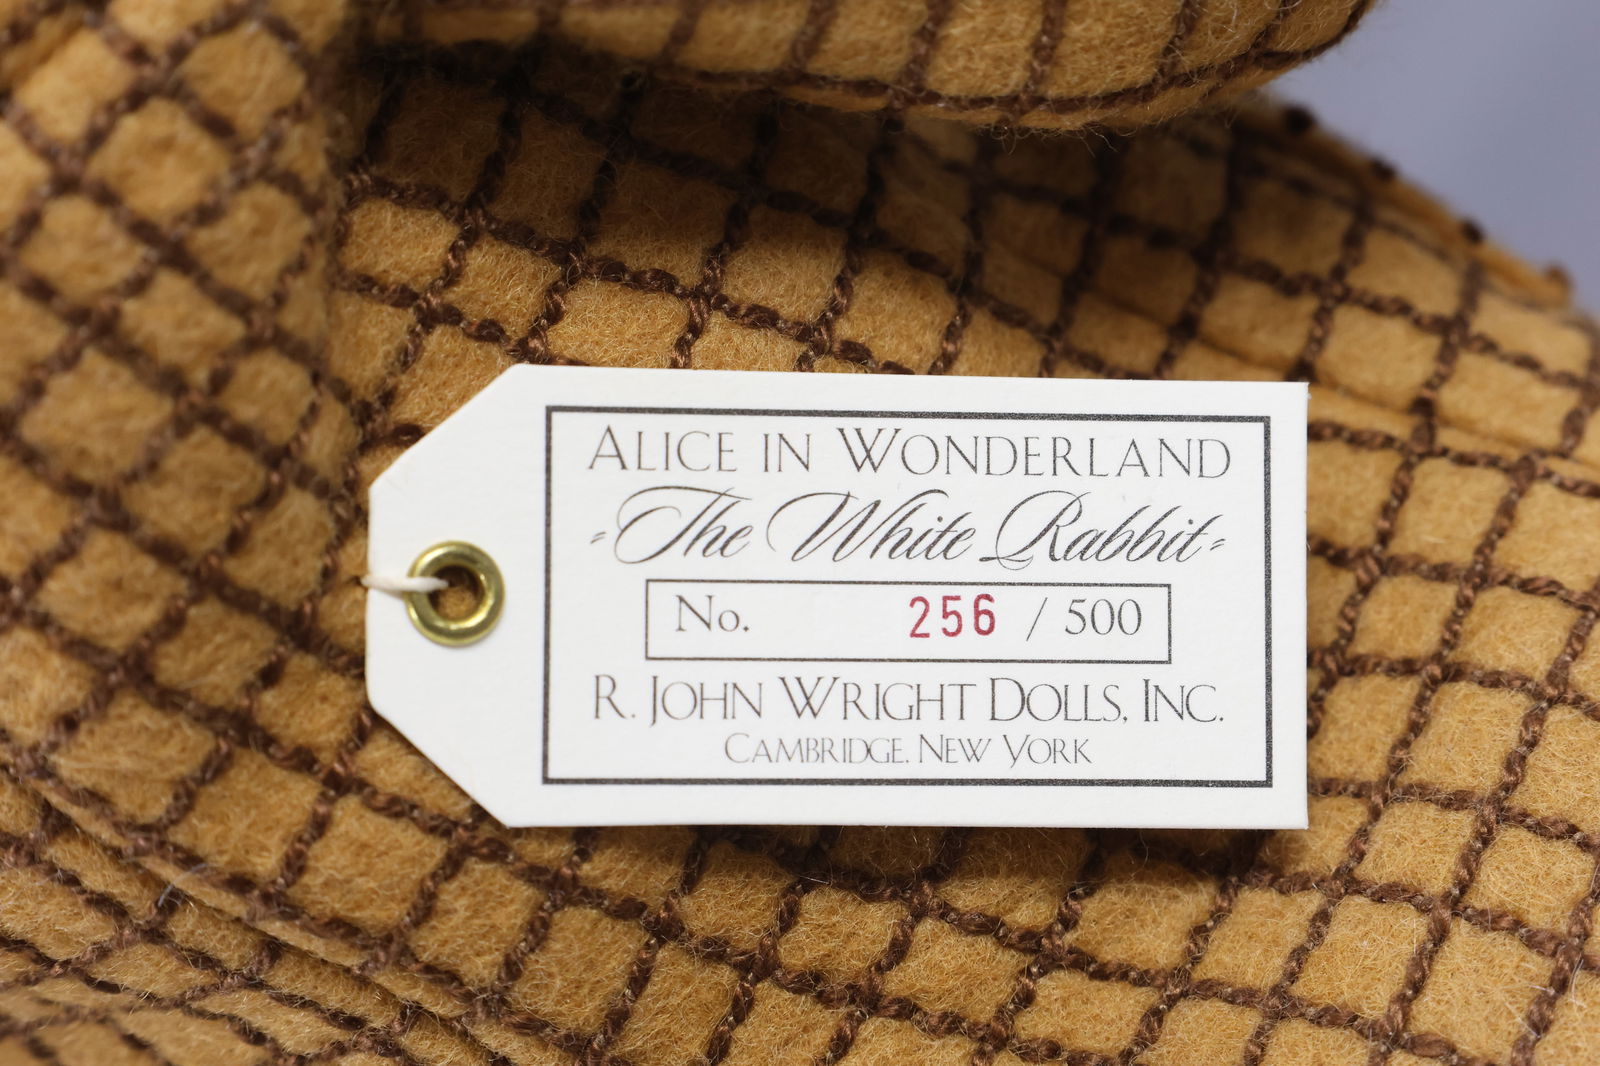 ALICE IN WONDERLAND
-The White Rabbit-
No. 256 / 500
R. JOHN WRIGHT DOLLS, INC.
CAMBRIDGE, NEW YORK